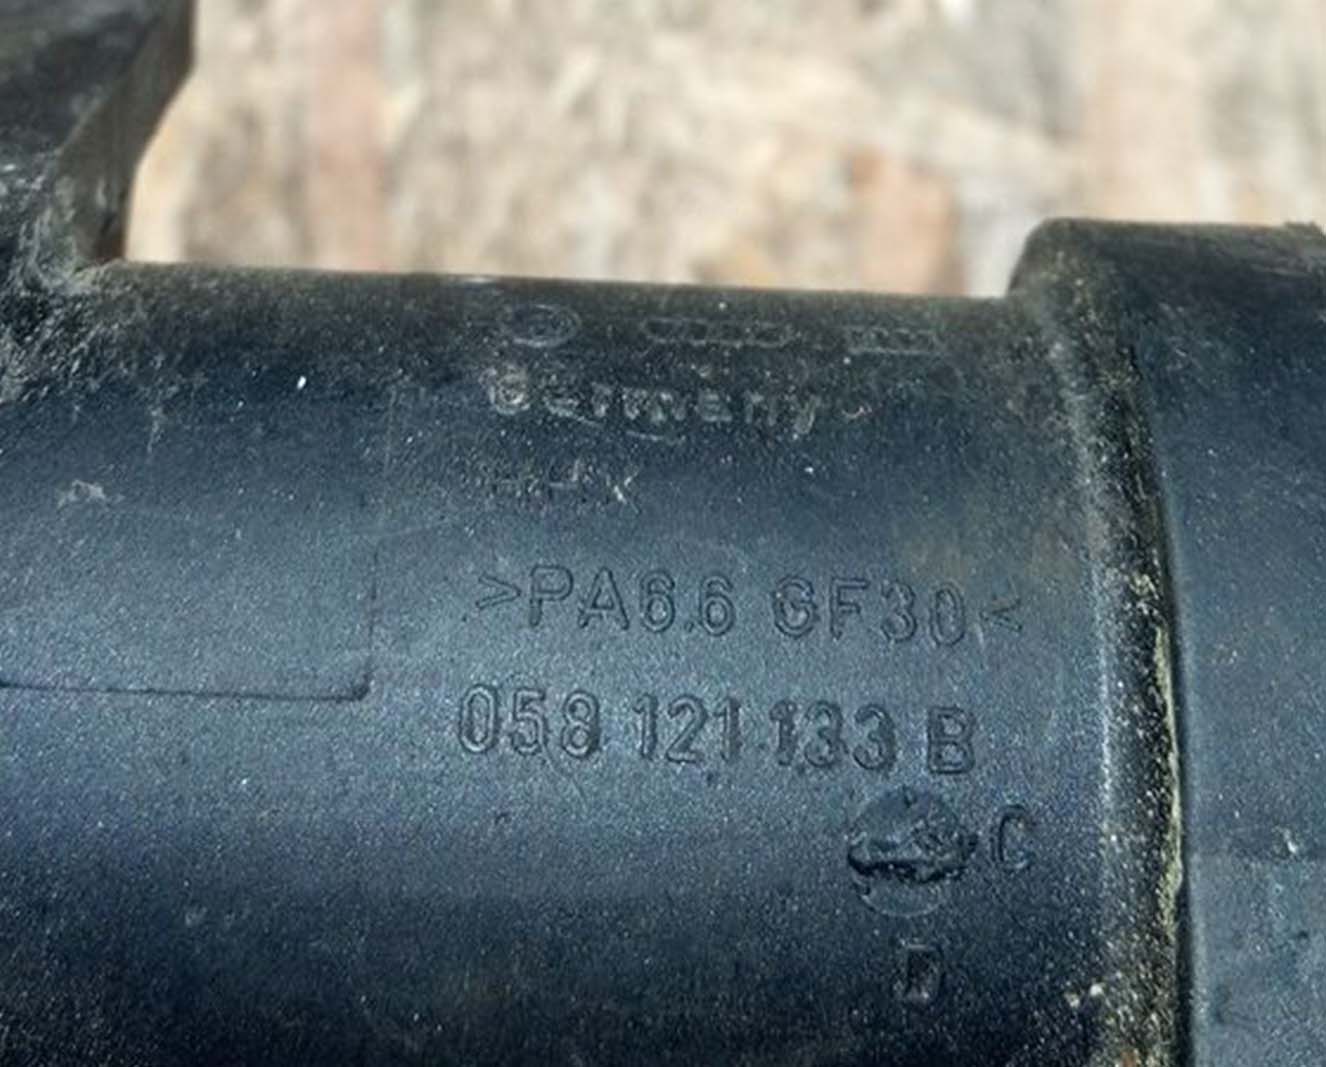 Germany
>PA6.6 GF30<
058 121 133 B
C
D